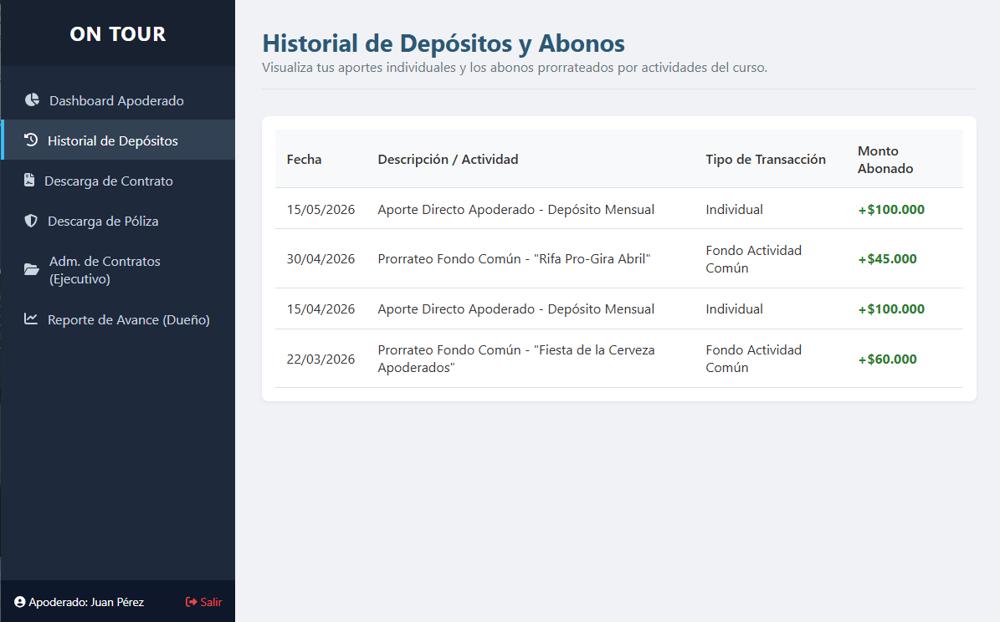 ON TOUR
Dashboard Apoderado
Historial de Depósitos
Descarga de Contrato
Descarga de Póliza
Adm. de Contratos
(Ejecutivo)
Reporte de Avance (Dueño)
Apoderado: Juan Pérez
Salir
Historial de Depósitos y Abonos
Visualiza tus aportes individuales y los abonos prorrateados por actividades del curso.
Fecha Descripción / Actividad Tipo de Transacción Monto
Abonado
15/05/2026 Aporte Directo Apoderado - Depósito Mensual Individual +$100.000
30/04/2026 Prorrateo Fondo Común - "Rifa Pro-Gira Abril" Fondo Actividad
Común +$45.000
15/04/2026 Aporte Directo Apoderado - Depósito Mensual Individual +$100.000
22/03/2026 Prorrateo Fondo Común - "Fiesta de la Cerveza
Apoderados" Fondo Actividad
Común +$60.000